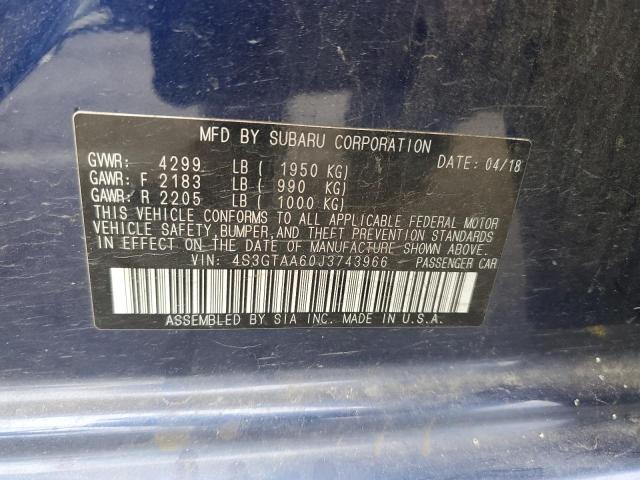 MFD BY SUBARU CORPORATION
GVWR: 4299 LB ( 1950 KG) DATE: 04/18
GAWR: F 2183 LB ( 990 KG)
GAWR: R 2205 LB ( 1000 KG)
THIS VEHICLE CONFORMS TO ALL APPLICABLE FEDERAL MOTOR
VEHICLE SAFETY, BUMPER, AND THEFT PREVENTION STANDARDS
IN EFFECT ON THE DATE OF MANUFACTURE SHOWN ABOVE.
VIN: 4S3GTAA60J3743966 PASSENGER CAR
ASSEMBLED BY SIA INC. MADE IN U.S.A.